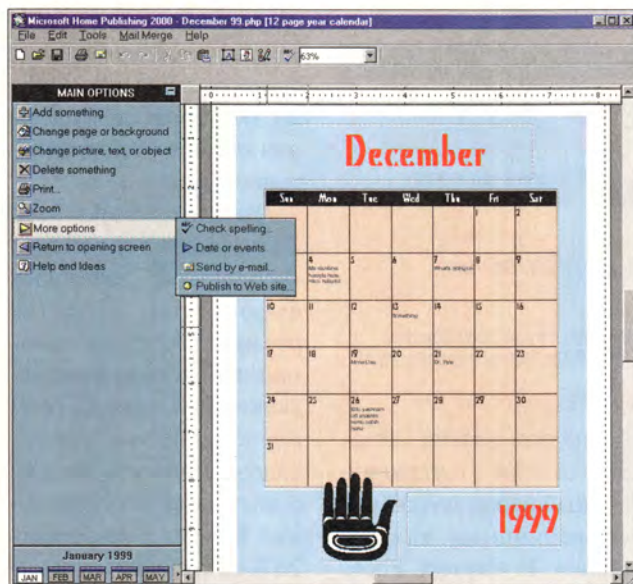 Microsoft Home Publishing 2000 - December 99.php [12 page year calendar]
File Edit Tools Mail Merge Help
63%
MAIN OPTIONS
Add something
Change page or background
Change picture, text, or object
Delete something
Print...
Zoom
More options
Return to opening screen
Help and Ideas
Check spelling...
Date or events...
Send by e-mail...
Publish to Web site...
January 1999
JAN FEB MAR APR MAY
December
Sun Mon Tue Wed Thu Fri Sat
1 2
4 5 6 7 8 9
10 11 12 13 14 15 16
Something
17 18 19 20 21 22 23
24 25 26 27 28 29 30
31
1999